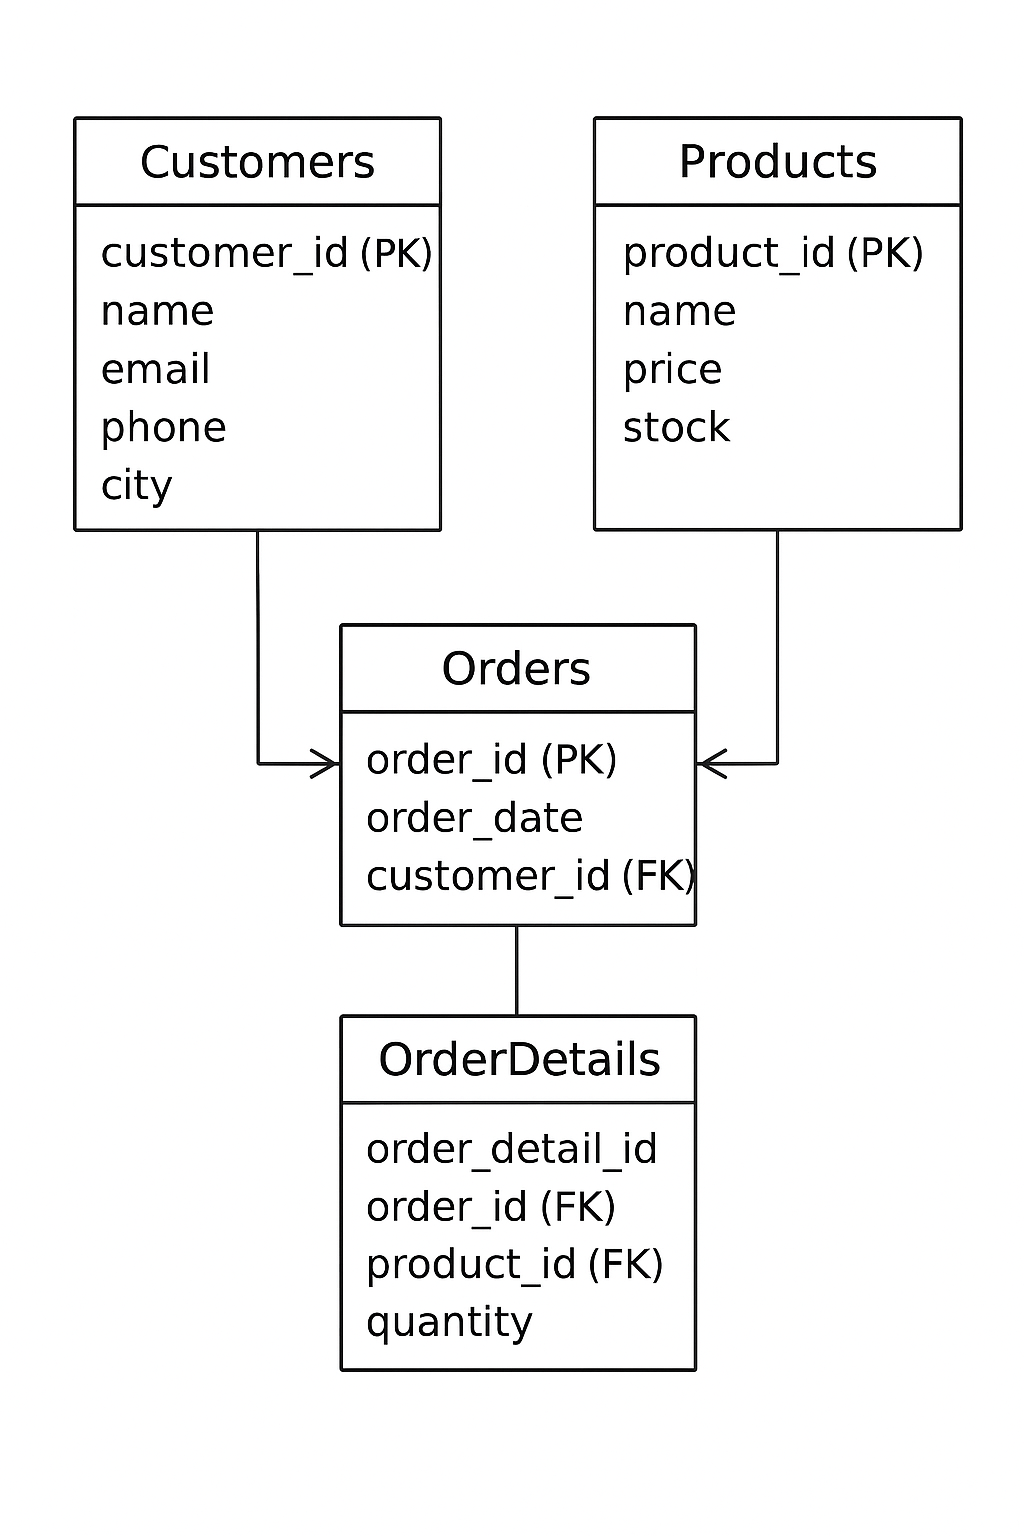 Customers
customer_id (PK)
name
email
phone
city
Products
product_id (PK)
name
price
stock
Orders
order_id (PK)
order_date
customer_id (FK)
OrderDetails
order_detail_id
order_id (FK)
product_id (FK)
quantity